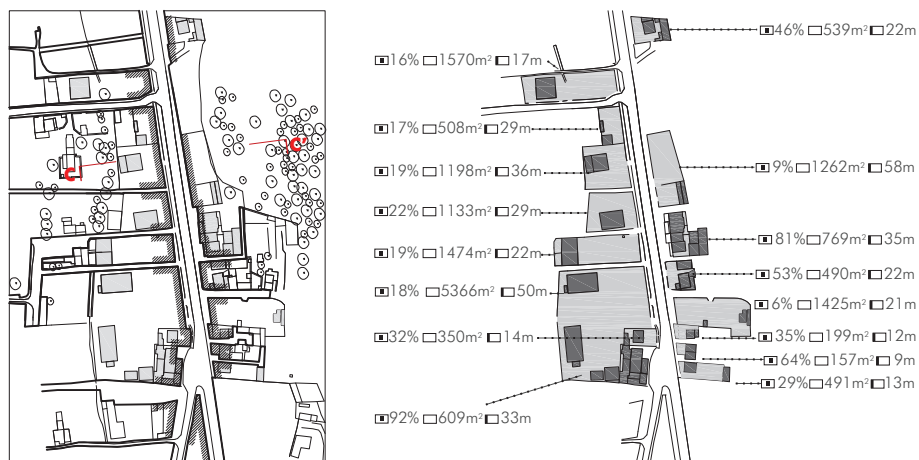 C
C'
16% 1570m² 17m
17% 508m² 29m
19% 1198m² 36m
22% 1133m² 29m
19% 1474m² 22m
18% 5366m² 50m
32% 350m² 14m
92% 609m² 33m
46% 539m² 22m
9% 1262m² 58m
81% 769m² 35m
53% 490m² 22m
6% 1425m² 21m
35% 199m² 12m
64% 157m² 9m
29% 491m² 13m